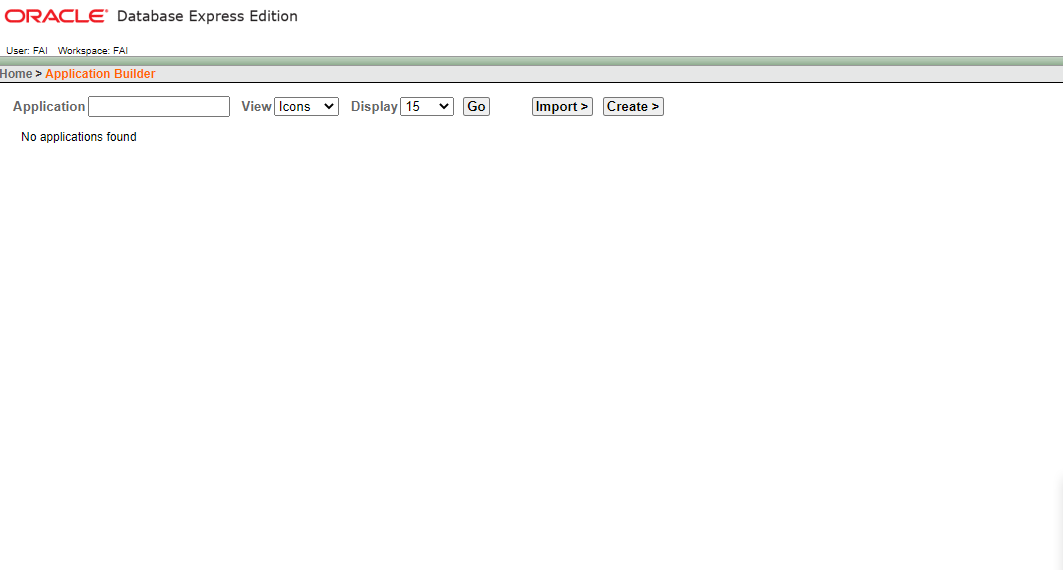 ORACLE® Database Express Edition
User: FAI Workspace: FAI
Home > Application Builder
Application View Icons Display 15 Go Import > Create >
No applications found